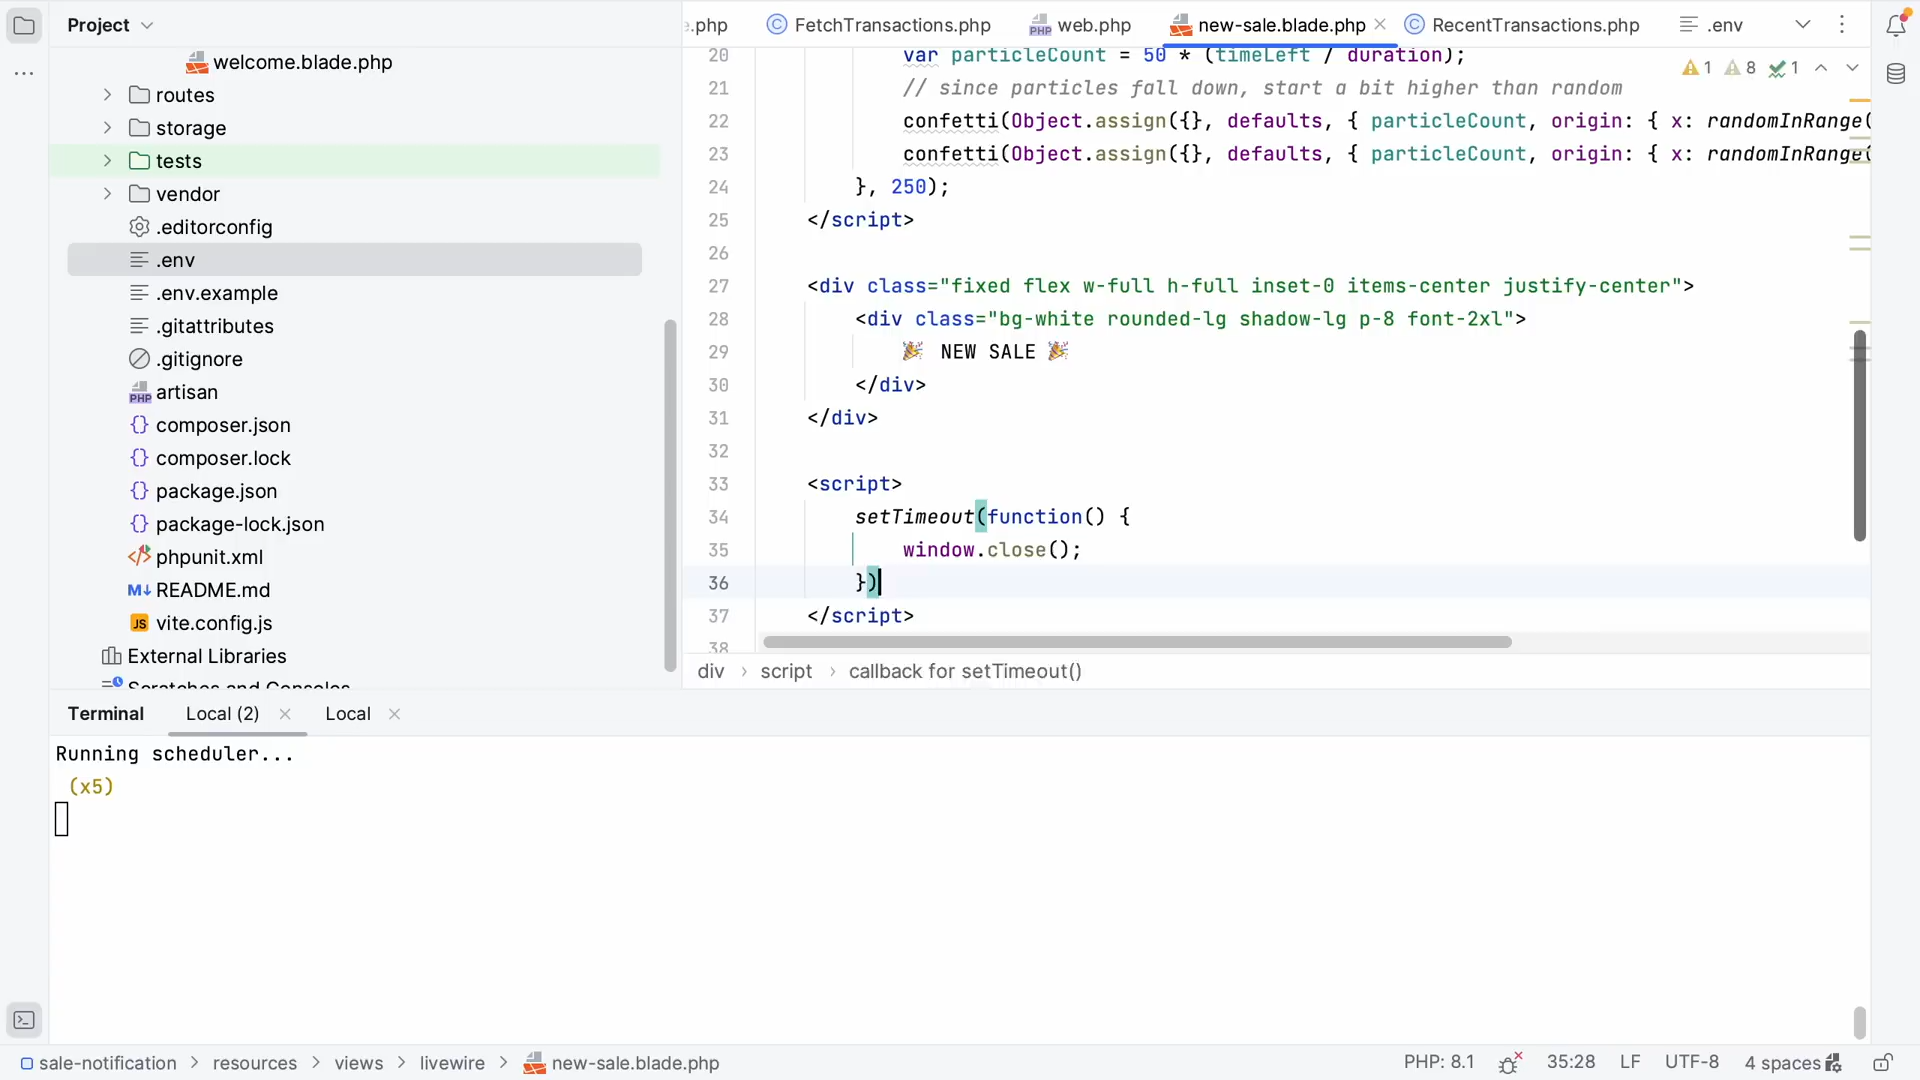 Project
.php
FetchTransactions.php
web.php
new-sale.blade.php
RecentTransactions.php
.env
welcome.blade.php
routes
storage
tests
vendor
.editorconfig
.env
.env.example
.gitattributes
.gitignore
artisan
composer.json
composer.lock
package.json
package-lock.json
phpunit.xml
README.md
vite.config.js
External Libraries
Scratches and Consoles
1 8 1
20 var particleCount = 50 * (timeLeft / duration);
21 // since particles fall down, start a bit higher than random
22 confetti(Object.assign({}, defaults, { particleCount, origin: { x: randomInRange(
23 confetti(Object.assign({}, defaults, { particleCount, origin: { x: randomInRange(
24 }, 250);
25 </script>
26
27 <div class="fixed flex w-full h-full inset-0 items-center justify-center">
28 <div class="bg-white rounded-lg shadow-lg p-8 font-2xl">
29 🎉 NEW SALE 🎉
30 </div>
31 </div>
32
33 <script>
34 setTimeout(function() {
35 window.close();
36 })
37 </script>
38
div > script > callback for setTimeout()
Terminal Local (2) Local
Running scheduler...
(x5)
sale-notification > resources > views > livewire > new-sale.blade.php
PHP: 8.1 35:28 LF UTF-8 4 spaces